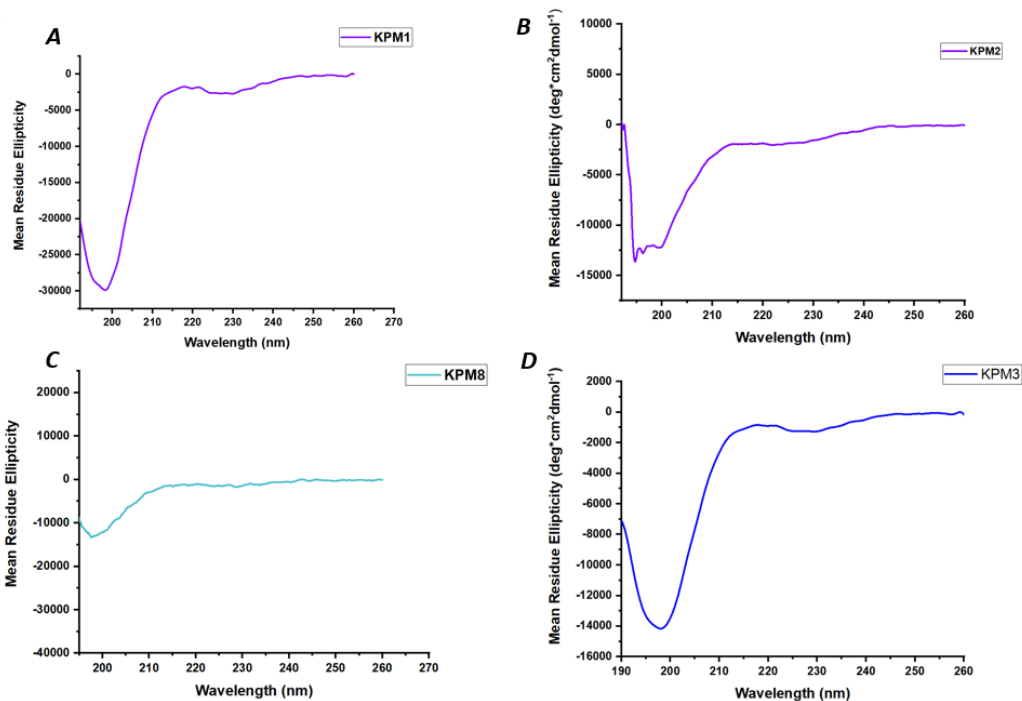 A
KPM1
Mean Residue Ellipticity
0
-5000
-10000
-15000
-20000
-25000
-30000
200 210 220 230 240 250 260 270
Wavelength (nm)
B
KPM2
Mean Residue Ellipticity (deg*cm²dmol⁻¹)
10000
5000
0
-5000
-10000
-15000
200 210 220 230 240 250 260
Wavelength (nm)
C
KPM8
Mean Residue Ellipticity
20000
10000
0
-10000
-20000
-30000
-40000
200 210 220 230 240 250 260 270
Wavelength (nm)
D
KPM3
Mean Residue Ellipticity (deg*cm²dmol⁻¹)
2000
0
-2000
-4000
-6000
-8000
-10000
-12000
-14000
-16000
190 200 210 220 230 240 250 260
Wavelength (nm)